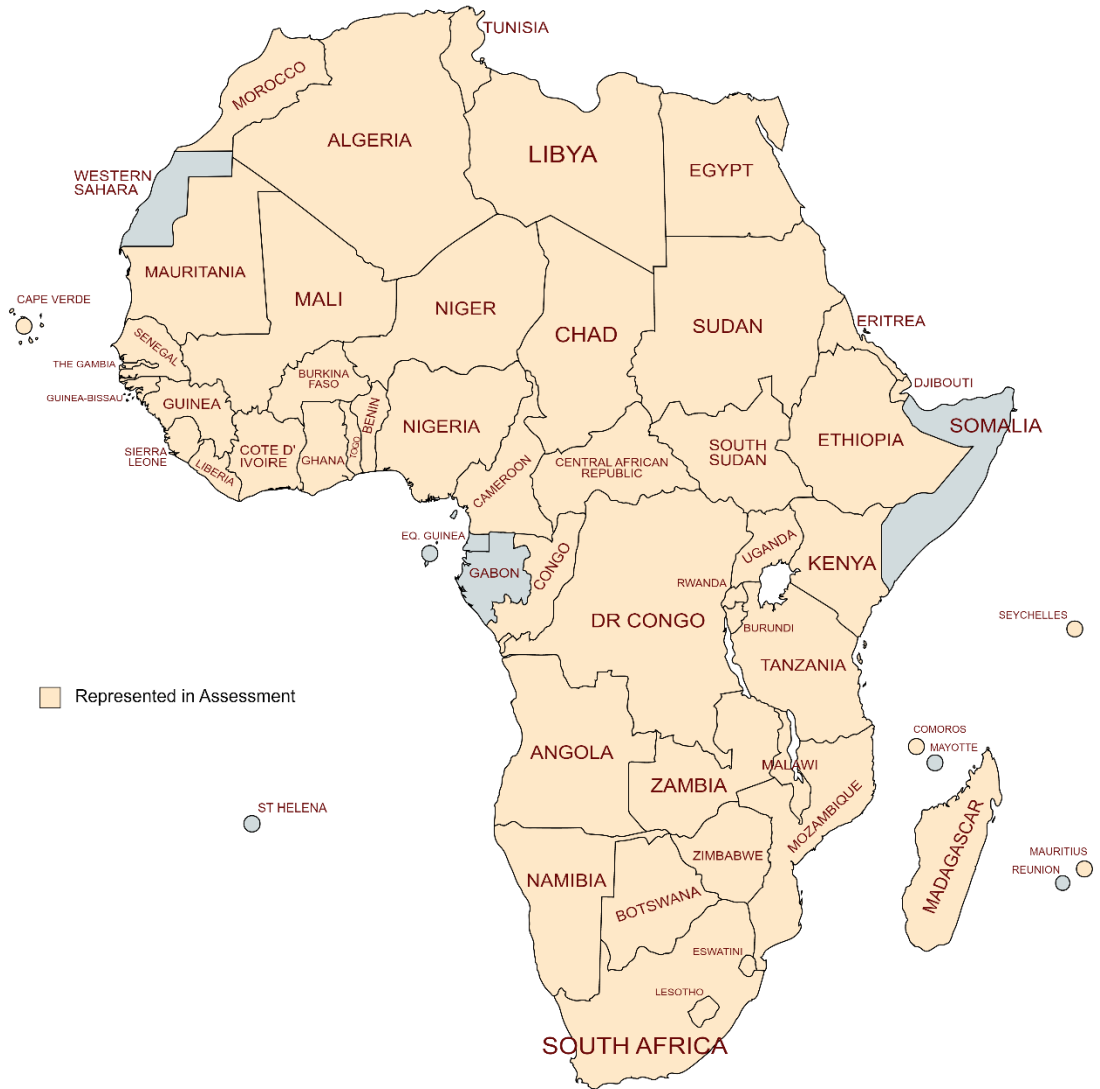 TUNISIA
MOROCCO
ALGERIA
LIBYA
EGYPT
WESTERN
SAHARA
MAURITANIA
MALI
NIGER
CHAD
SUDAN
ERITREA
CAPE VERDE
SENEGAL
THE GAMBIA
GUINEA-BISSAU
GUINEA
BURKINA
FASO
BENIN
NIGERIA
DJIBOUTI
SOMALIA
SIERRA
LEONE
LIBERIA
COTE D'
IVOIRE
GHANA
TOGO
CAMEROON
CENTRAL AFRICAN
REPUBLIC
SOUTH
SUDAN
ETHIOPIA
EQ. GUINEA
GABON
CONGO
UGANDA
KENYA
RWANDA
DR CONGO
BURUNDI
SEYCHELLES
TANZANIA
Represented in Assessment
COMOROS
MAYOTTE
ANGOLA
ZAMBIA
MALAWI
MOZAMBIQUE
ST HELENA
MADAGASCAR
MAURITIUS
REUNION
NAMIBIA
ZIMBABWE
BOTSWANA
ESWATINI
LESOTHO
SOUTH AFRICA